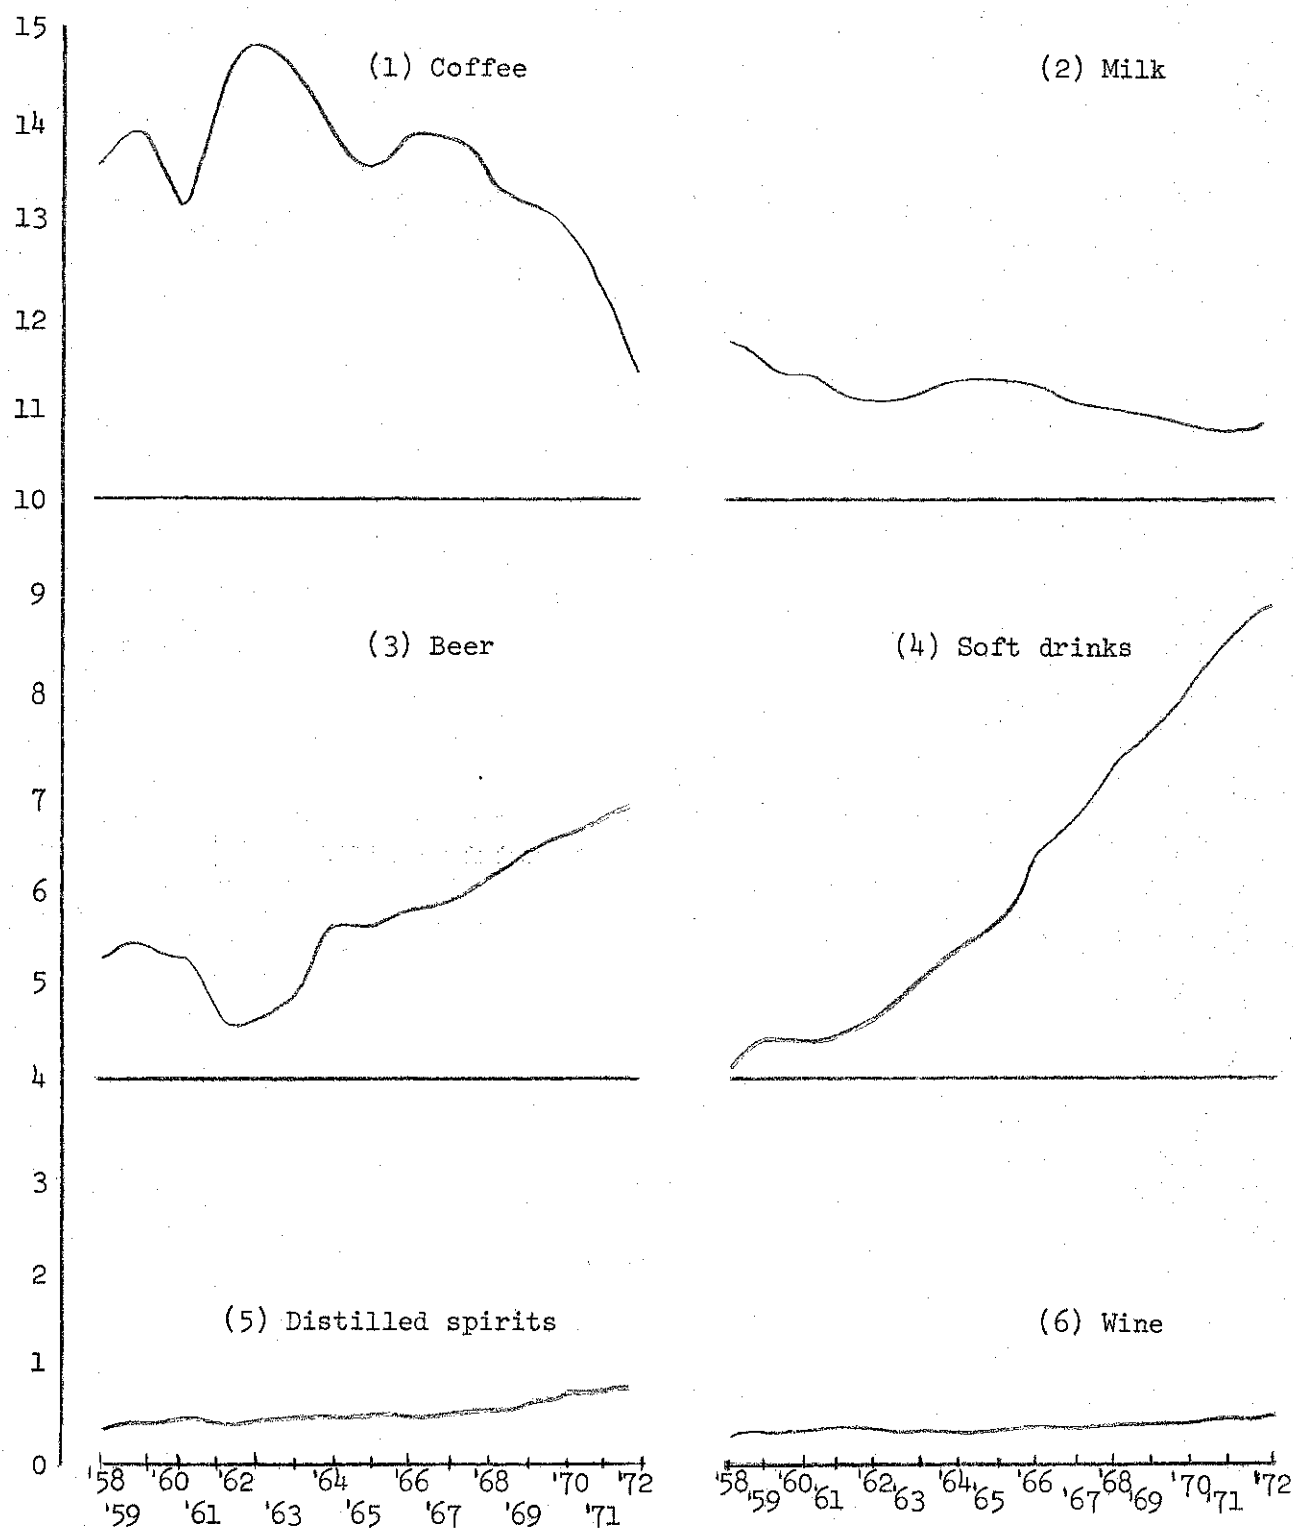 15
(1) Coffee
(2) Milk
14
13
12
11
10
9
(3) Beer
(4) Soft drinks
8
7
6
5
4
3
2
(5) Distilled spirits
(6) Wine
1
0
'58 '60 '62 '64 '66 '68 '70 '72
'59 '61 '63 '65 '67 '69 '71
'58 '60 '62 '64 '66 '68 '70 '72
'59 '61 '63 '65 '67 '69 '71